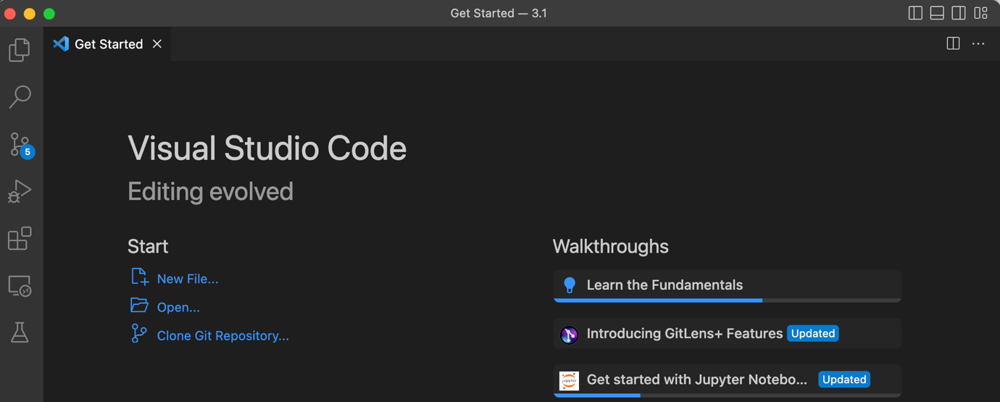 Get Started — 3.1
Get Started
5
Visual Studio Code
Editing evolved
Start
New File...
Open...
Clone Git Repository...
Walkthroughs
Learn the Fundamentals
Introducing GitLens+ Features Updated
jupyter
Get started with Jupyter Notebo... Updated